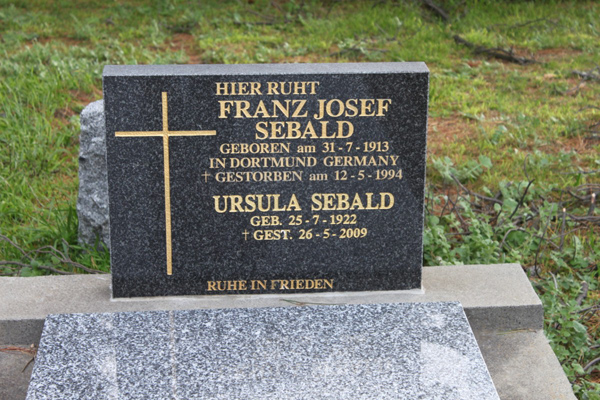 HIER RUHT
FRANZ JOSEF
SEBALD
GEBOREN am 31-7-1913
IN DORTMUND GERMANY
† GESTORBEN am 12-5-1994
URSULA SEBALD
GEB. 25-7-1922
† GEST. 26-5-2009
RUHE IN FRIEDEN